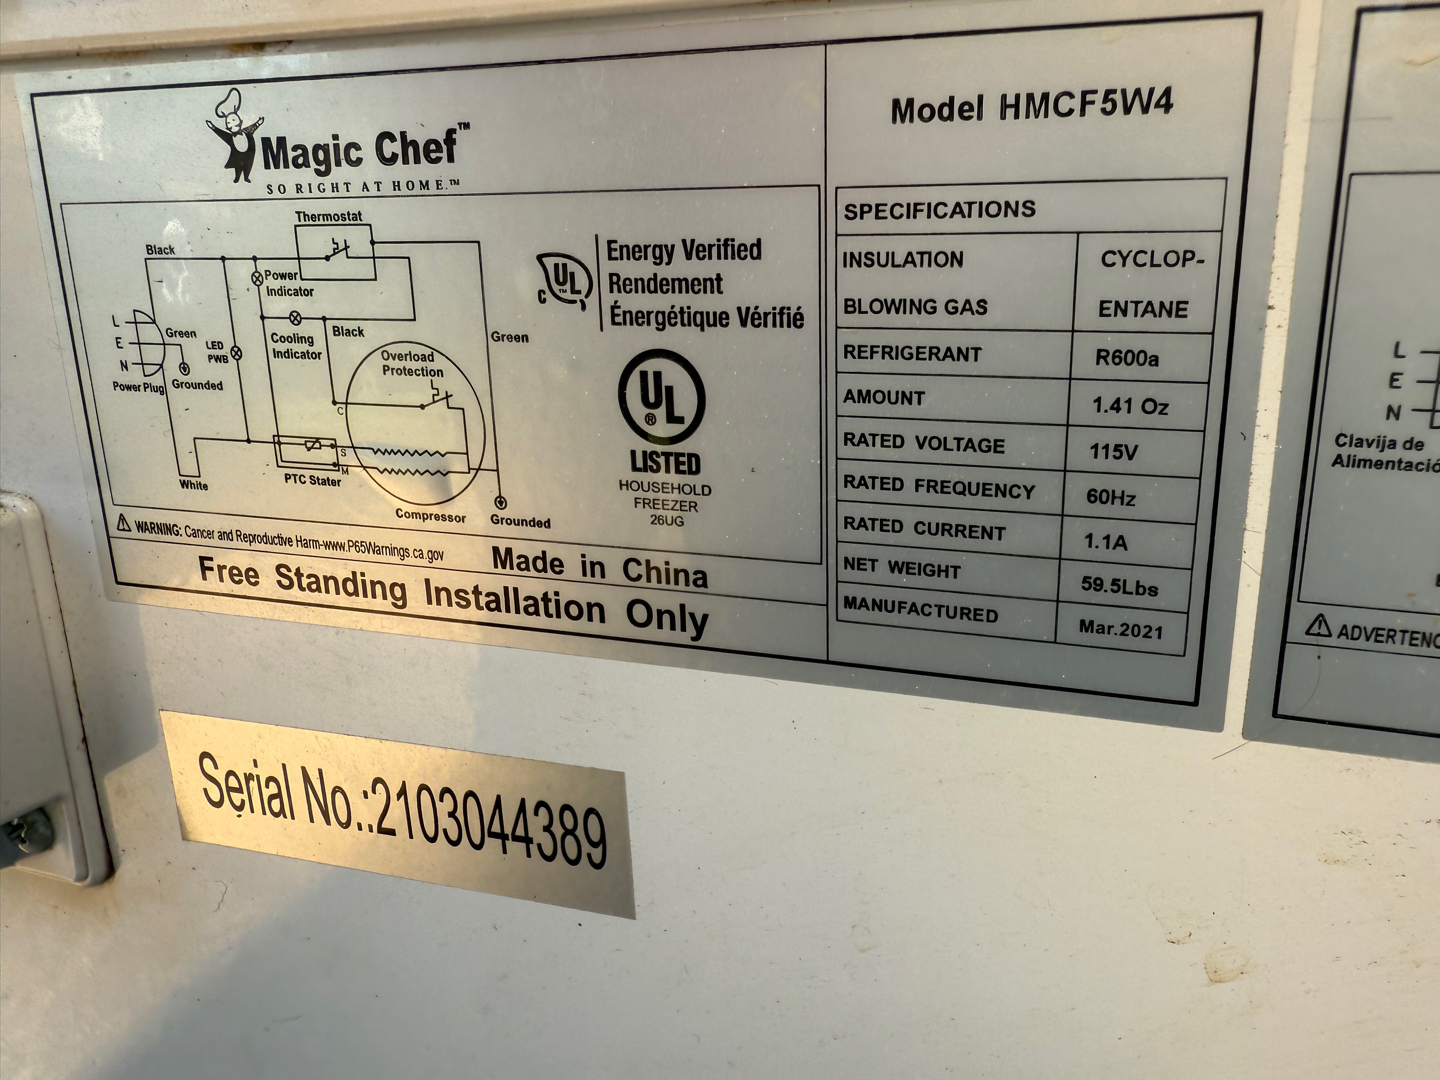 Magic Chef™
SO RIGHT AT HOME.™
Model HMCF5W4
Thermostat
Black
Power
Indicator
L
E
N
Green
Power Plug
Grounded
LED
PWB
Cooling
Indicator
Black
Green
Overload
Protection
C
S
M
PTC Stater
White
Compressor
Grounded
C UL ™
Energy Verified
Rendement
Énergétique Vérifié
UL ®
LISTED
HOUSEHOLD
FREEZER
26UG
WARNING: Cancer and Reproductive Harm-www.P65Warnings.ca.gov
Made in China
Free Standing Installation Only
SPECIFICATIONS
INSULATION CYCLOP-
BLOWING GAS ENTANE
REFRIGERANT R600a
AMOUNT 1.41 Oz
RATED VOLTAGE 115V
RATED FREQUENCY 60Hz
RATED CURRENT 1.1A
NET WEIGHT 59.5Lbs
MANUFACTURED Mar.2021
Serial No.:2103044389
L
E
N
Clavija de
Alimentació
ADVERTENC